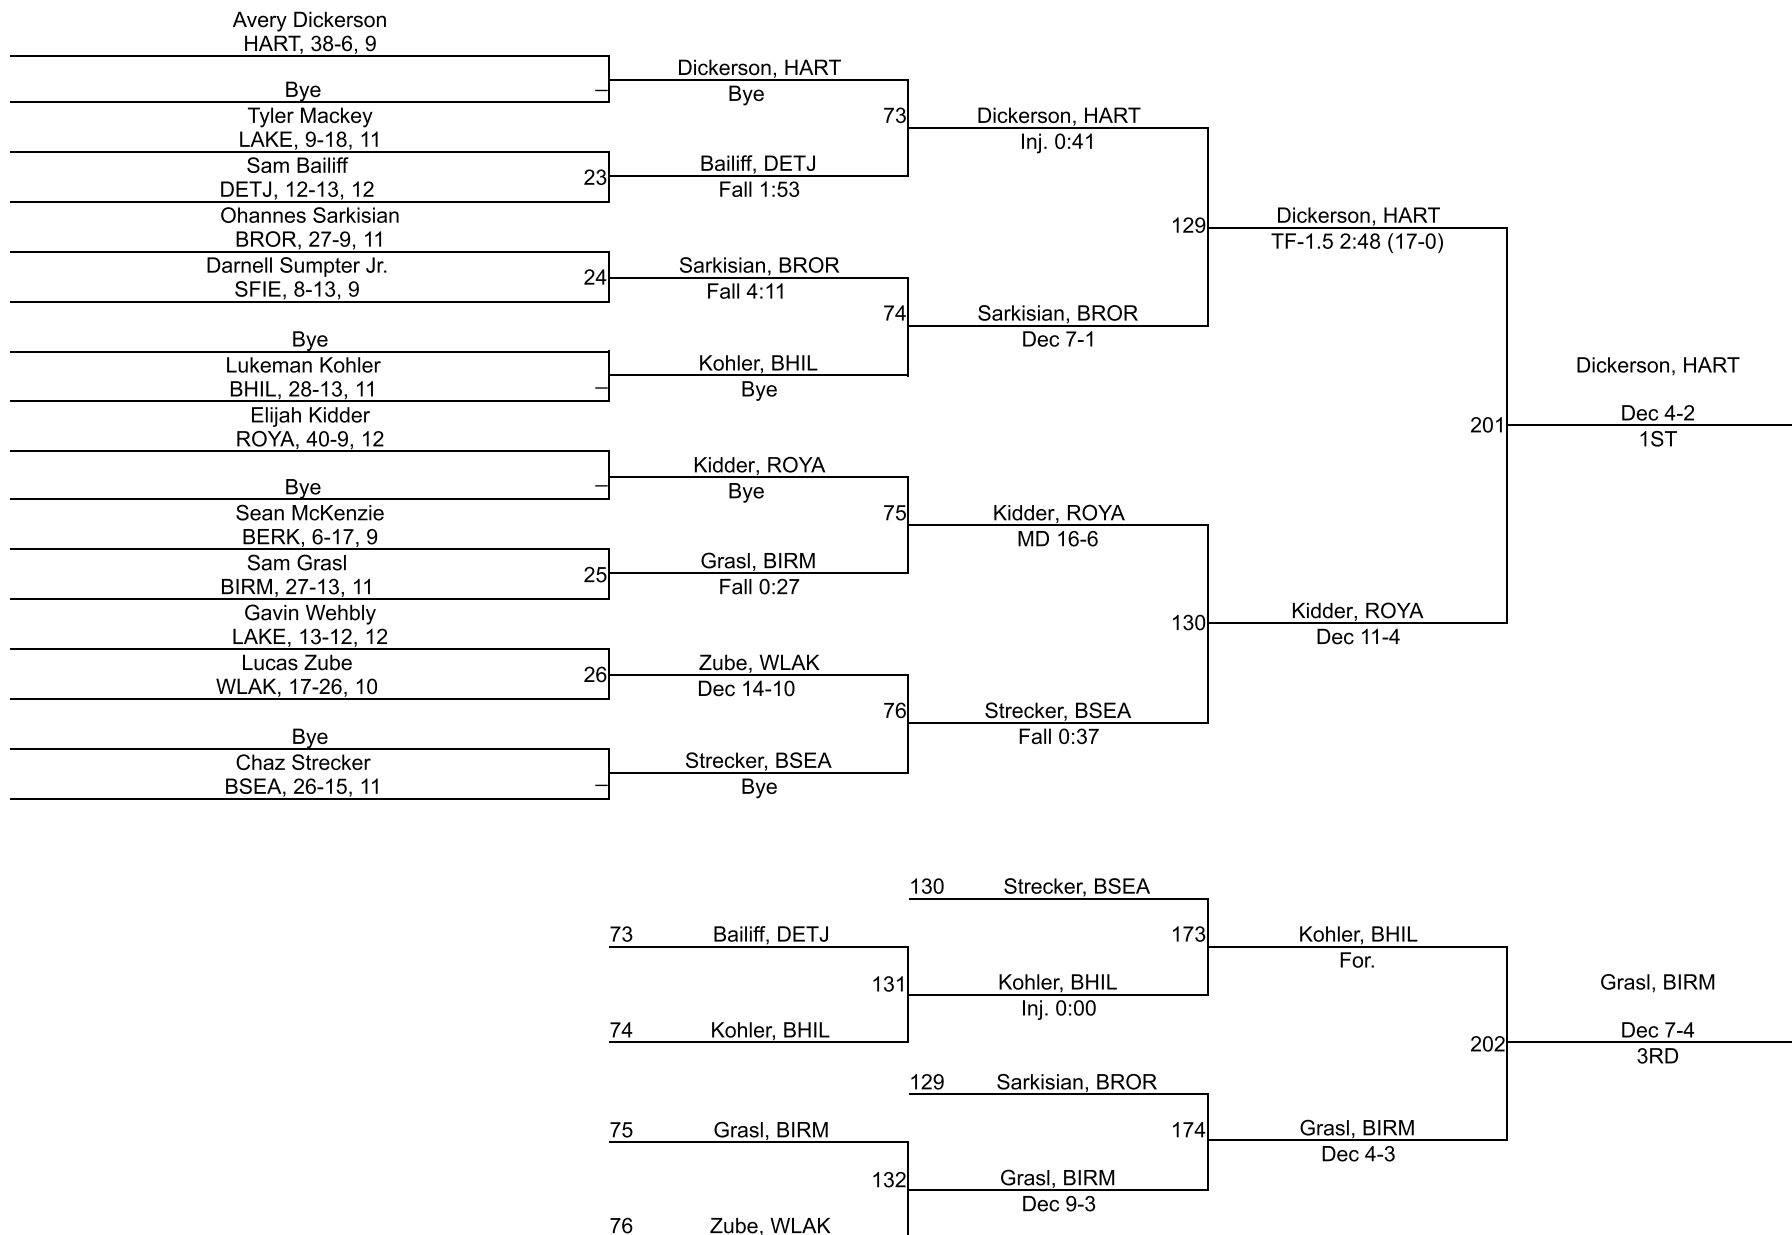 Avery Dickerson
HART, 38-6, 9
Bye
–
Tyler Mackey
LAKE, 9-18, 11
Sam Bailiff
DETJ, 12-13, 12
23
Ohannes Sarkisian
BROR, 27-9, 11
Darnell Sumpter Jr.
SFIE, 8-13, 9
24
Bye
Lukeman Kohler
BHIL, 28-13, 11
–
Elijah Kidder
ROYA, 40-9, 12
Bye
–
Sean McKenzie
BERK, 6-17, 9
Sam Grasl
BIRM, 27-13, 11
25
Gavin Wehbly
LAKE, 13-12, 12
Lucas Zube
WLAK, 17-26, 10
26
Bye
Chaz Strecker
BSEA, 26-15, 11
–
Dickerson, HART
Bye
73
Bailiff, DETJ
Fall 1:53
Sarkisian, BROR
Fall 4:11
74
Kohler, BHIL
Bye
Kidder, ROYA
Bye
75
Grasl, BIRM
Fall 0:27
Zube, WLAK
Dec 14-10
76
Strecker, BSEA
Bye
Dickerson, HART
Inj. 0:41
129
Sarkisian, BROR
Dec 7-1
Kidder, ROYA
MD 16-6
130
Strecker, BSEA
Fall 0:37
Dickerson, HART
TF-1.5 2:48 (17-0)
201
Kidder, ROYA
Dec 11-4
Dickerson, HART
Dec 4-2
1ST
73 Bailiff, DETJ
131
74 Kohler, BHIL
75 Grasl, BIRM
132
76 Zube, WLAK
130 Strecker, BSEA
173
Kohler, BHIL
Inj. 0:00
129 Sarkisian, BROR
174
Grasl, BIRM
Dec 9-3
Kohler, BHIL
For.
202
Grasl, BIRM
Dec 4-3
Grasl, BIRM
Dec 7-4
3RD